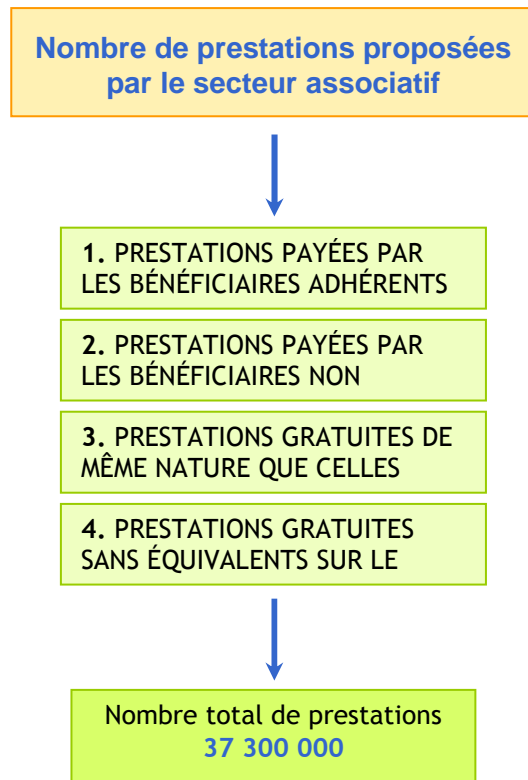 Nombre de prestations proposées
par le secteur associatif
1. PRESTATIONS PAYÉES PAR
LES BÉNÉFICIAIRES ADHÉRENTS
2. PRESTATIONS PAYÉES PAR
LES BÉNÉFICIAIRES NON
3. PRESTATIONS GRATUITES DE
MÊME NATURE QUE CELLES
4. PRESTATIONS GRATUITES
SANS ÉQUIVALENTS SUR LE
Nombre total de prestations
37 300 000